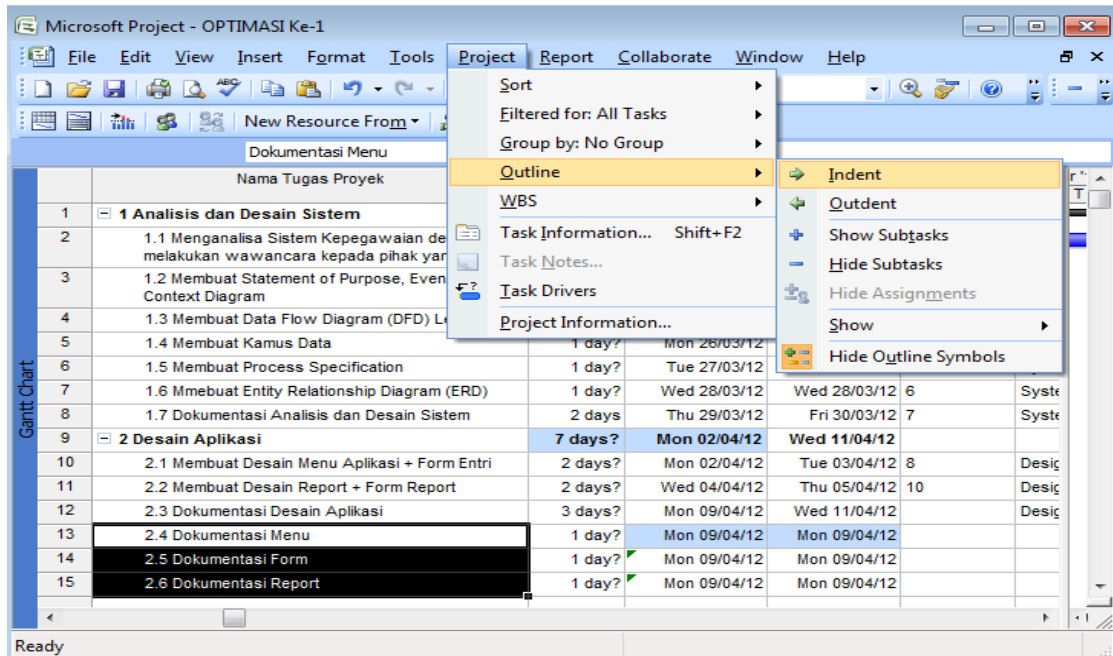 Microsoft Project - OPTIMASI Ke-1
File Edit View Insert Format Tools Project Report Collaborate Window Help
New Resource From
Dokumentasi Menu
Sort
Filtered for: All Tasks
Group by: No Group
Outline
WBS
Task Information... Shift+F2
Task Notes...
Task Drivers
Project Information...
Indent
Outdent
Show Subtasks
Hide Subtasks
Hide Assignments
Show
Hide Outline Symbols
Nama Tugas Proyek
T
1 1 Analisis dan Desain Sistem
2 1.1 Menganalisa Sistem Kepegawaian de
melakukan wawancara kepada pihak yan
3 1.2 Membuat Statement of Purpose, Even
Context Diagram
4 1.3 Membuat Data Flow Diagram (DFD) Le
5 1.4 Membuat Kamus Data 1 day? Mon 26/03/12
6 1.5 Membuat Process Specification 1 day? Tue 27/03/12
7 1.6 Mmebuat Entity Relationship Diagram (ERD) 1 day? Wed 28/03/12 Wed 28/03/12 6 Syste
8 1.7 Dokumentasi Analisis dan Desain Sistem 2 days Thu 29/03/12 Fri 30/03/12 7 Syste
9 2 Desain Aplikasi 7 days? Mon 02/04/12 Wed 11/04/12
10 2.1 Membuat Desain Menu Aplikasi + Form Entri 2 days? Mon 02/04/12 Tue 03/04/12 8 Desig
11 2.2 Membuat Desain Report + Form Report 2 days? Wed 04/04/12 Thu 05/04/12 10 Desig
12 2.3 Dokumentasi Desain Aplikasi 3 days? Mon 09/04/12 Wed 11/04/12 Desig
13 2.4 Dokumentasi Menu 1 day? Mon 09/04/12 Mon 09/04/12
14 2.5 Dokumentasi Form 1 day? Mon 09/04/12 Mon 09/04/12
15 2.6 Dokumentasi Report 1 day? Mon 09/04/12 Mon 09/04/12
Gantt Chart
Ready